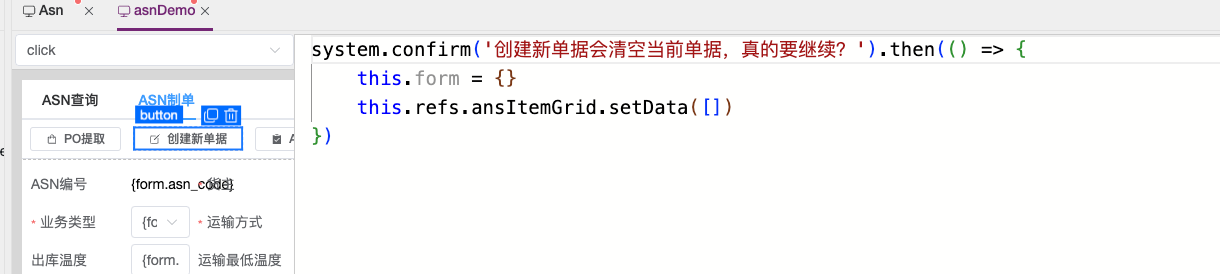 Asn
asnDemo
click
system.confirm('创建新单据会清空当前单据，真的要继续？').then(() => {
this.form = {}
this.refs.ansItemGrid.setData([])
})
ASN查询
ASN制单
button
PO提取
创建新单据
ASN编号
{form.asn_code}
* 业务类型
{fc
* 运输方式
出库温度
{form.
运输最低温度